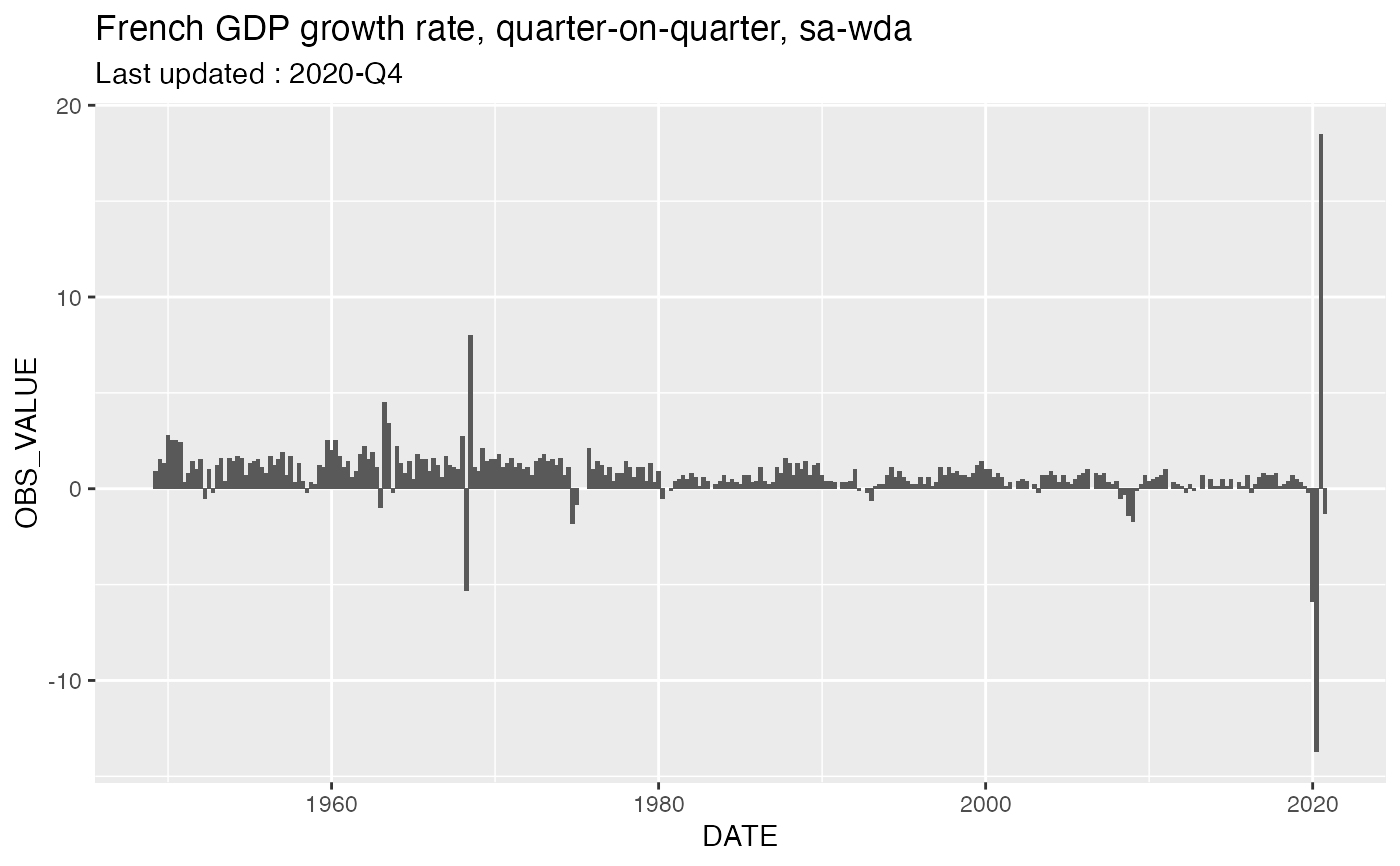 French GDP growth rate, quarter-on-quarter, sa-wda
Last updated : 2020-Q4
20
10
0
-10
OBS_VALUE
1960 1980 2000 2020
DATE